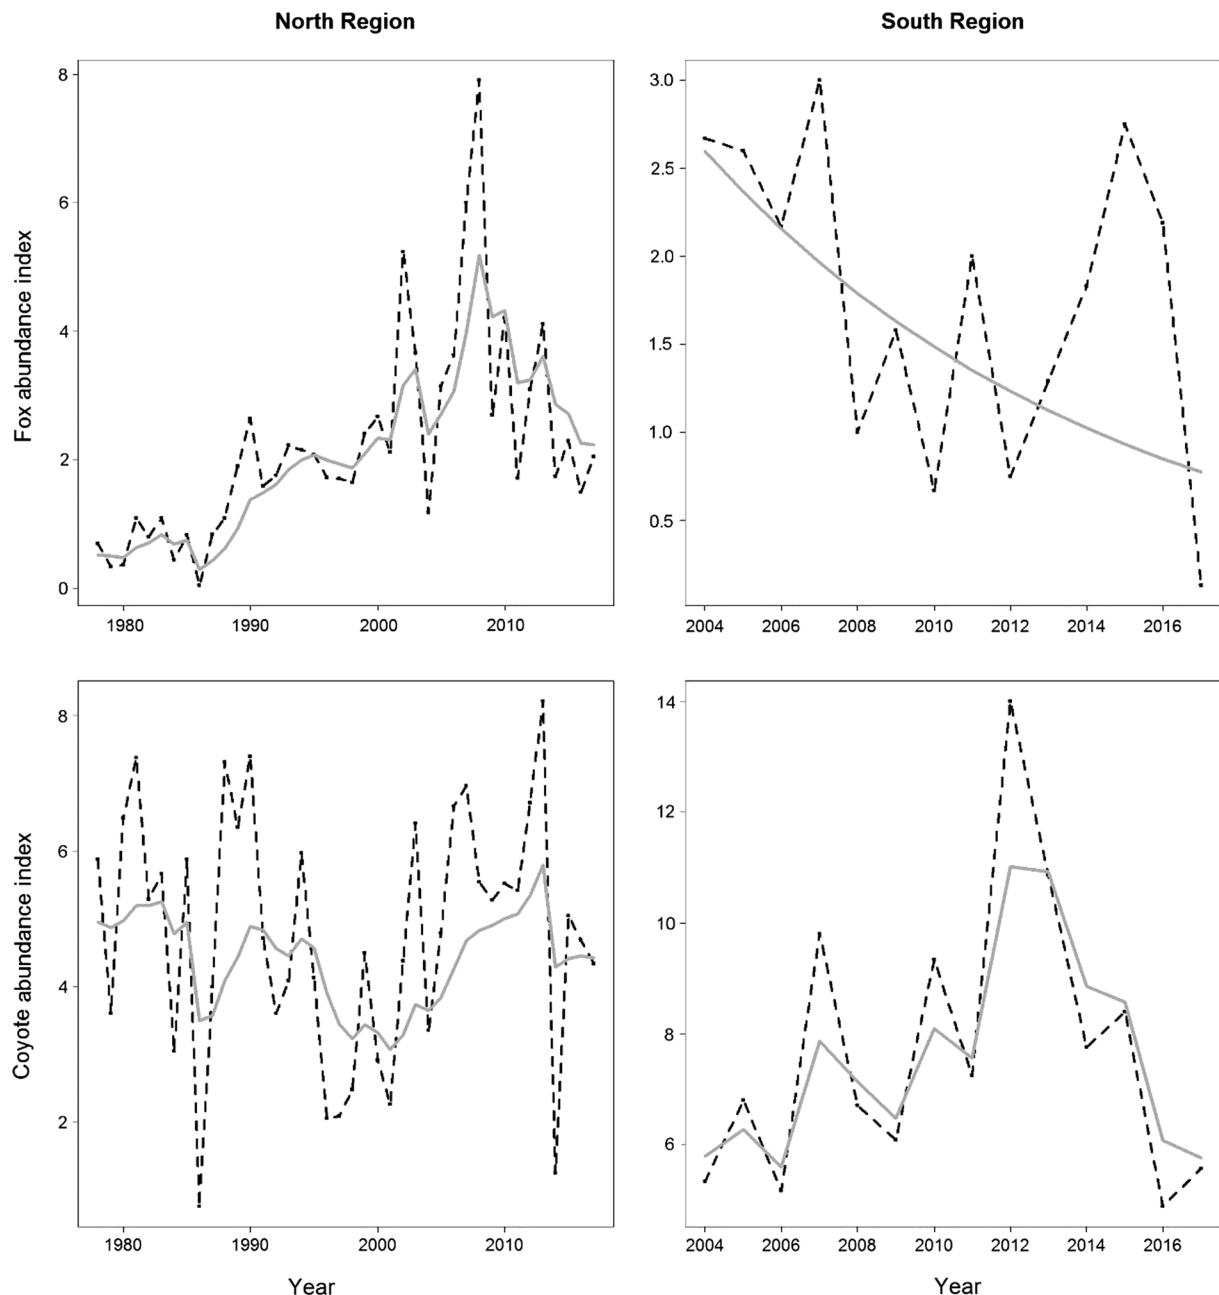 North Region
South Region
Fox abundance index
8
6
4
2
0
1980 1990 2000 2010
3.0
2.5
2.0
1.5
1.0
0.5
2004 2006 2008 2010 2012 2014 2016
Coyote abundance index
8
6
4
2
1980 1990 2000 2010
Year
14
12
10
8
6
2004 2006 2008 2010 2012 2014 2016
Year